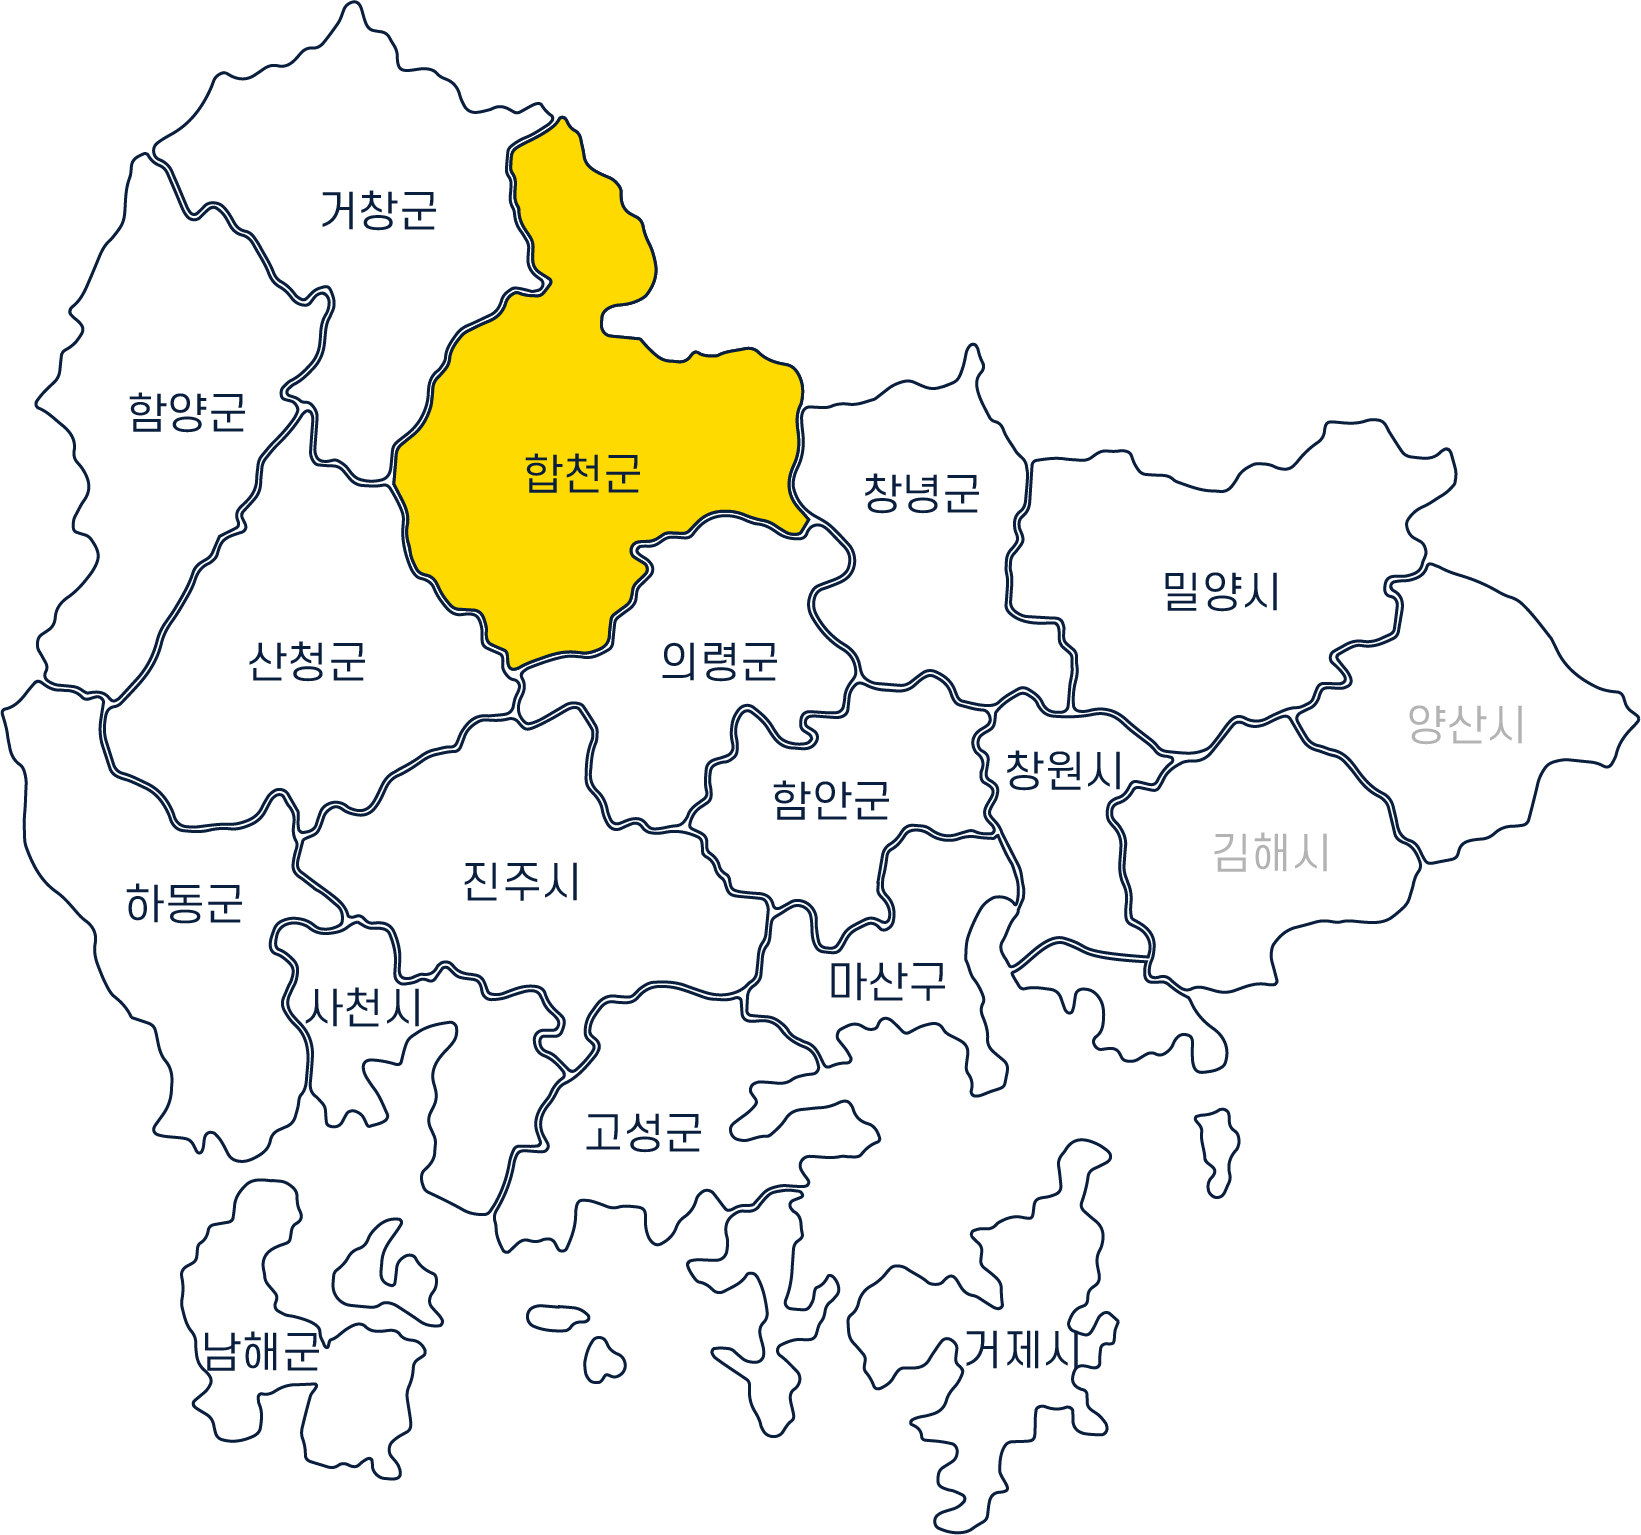 거창군
함양군
합천군
창녕군
밀양시
산청군
의령군
양산시
창원시
함안군
김해시
진주시
하동군
마산구
사천시
고성군
남해군
거제시